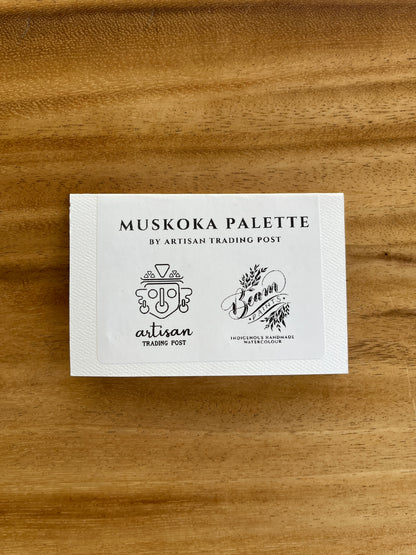 MUSKOKA PALETTE
BY ARTISAN TRADING POST
artisan
TRADING POST
Beam
PAINTS
INDIGENOUS HANDMADE
WATERCOLOUR